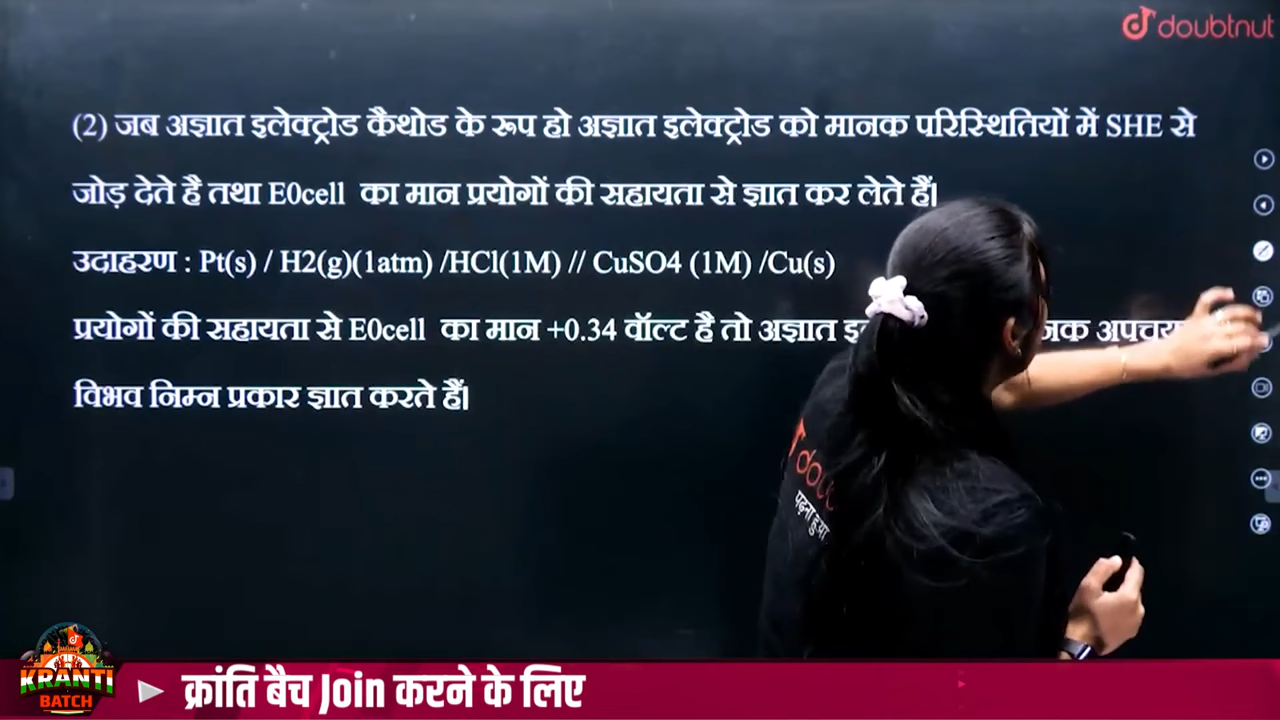 doubtnut
(2) जब अज्ञात इलेक्ट्रोड कैथोड के रूप हो अज्ञात इलेक्ट्रोड को मानक परिस्थितियों में SHE से
जोड़ देते है तथा E0cell का मान प्रयोगों की सहायता से ज्ञात कर लेते हैं।
उदाहरण : Pt(s) / H2(g)(1atm) /HCl(1M) // CuSO4 (1M) /Cu(s)
प्रयोगों की सहायता से E0cell का मान +0.34 वॉल्ट है तो अज्ञात
विभव निम्न प्रकार ज्ञात करते हैं।
पढ़ना हुआ
KRANTI
BATCH
क्रांति बैच Join करने के लिए